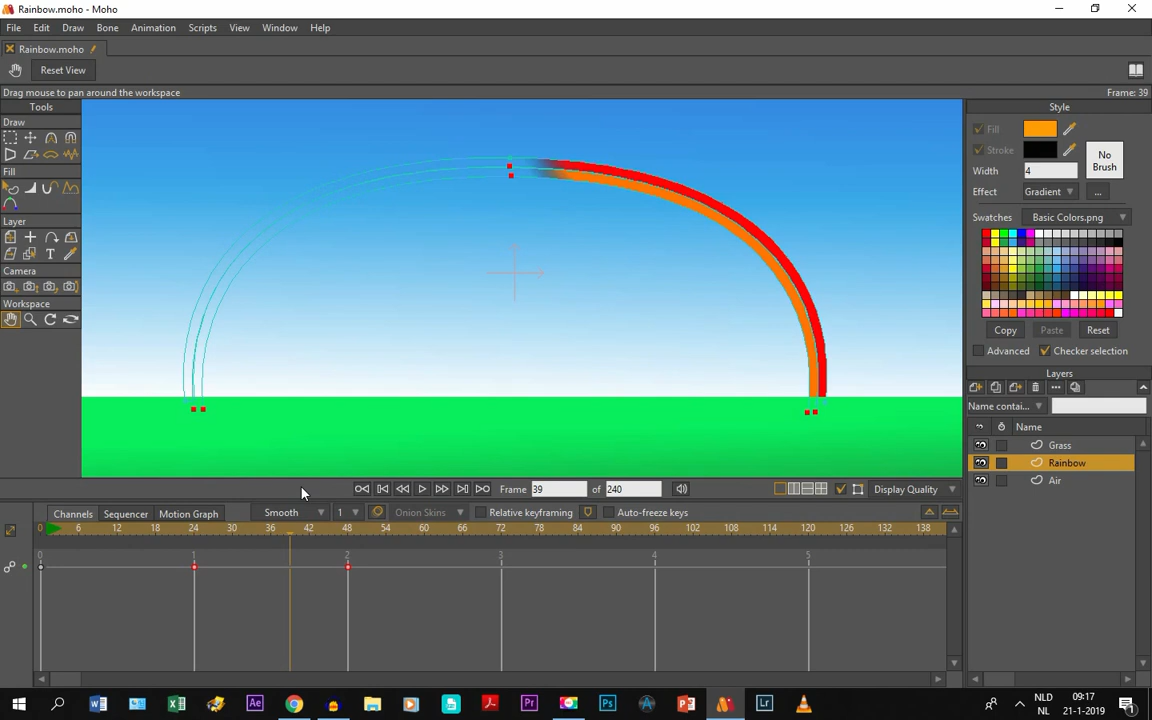 Rainbow.moho - Moho
File Edit Draw Bone Animation Scripts View Window Help
Rainbow.moho
Reset View
Drag mouse to pan around the workspace Frame: 39
Tools Style
Draw
Fill
Stroke
No Brush
Width 4
Fill
Effect Gradient ...
Layer
Swatches Basic Colors.png
Camera
Workspace
Copy Paste Reset
Advanced Checker selection
Layers
Name contai...
Name
Grass
Rainbow
Air
Frame 39 of 240 Display Quality
Channels Sequencer Motion Graph Smooth 1 Onion Skins Relative keyframing Auto-freeze keys
0 6 12 18 24 30 36 42 48 54 60 66 72 78 84 90 96 102 108 114 120 126 132 138
0 1 2 3 4 5
NLD 09:17
NL 21-1-2019
1